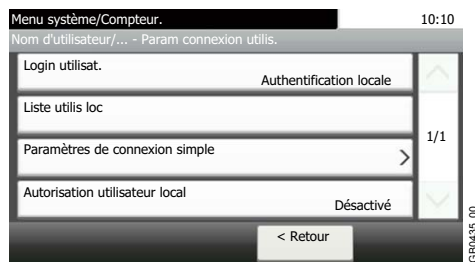 Menu système/Compteur.
10:10
Nom d'utilisateur/... - Param connexion utilis.
Login utilisat.
Authentification locale
Liste utilis loc
1/1
Paramètres de connexion simple
Autorisation utilisateur local
Désactivé
< Retour
GB0435_00